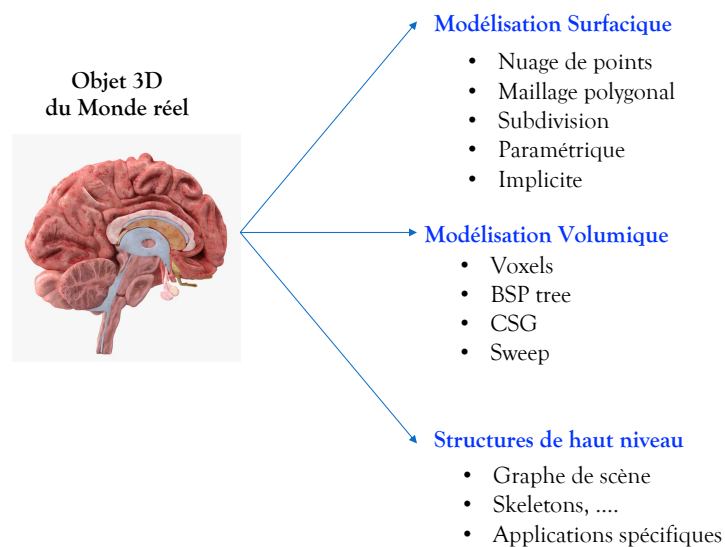 Objet 3D
du Monde réel
Modélisation Surfacique
• Nuage de points
• Maillage polygonal
• Subdivision
• Paramétrique
• Implicite
Modélisation Volumique
• Voxels
• BSP tree
• CSG
• Sweep
Structures de haut niveau
• Graphe de scène
• Skeletons, ....
• Applications spécifiques